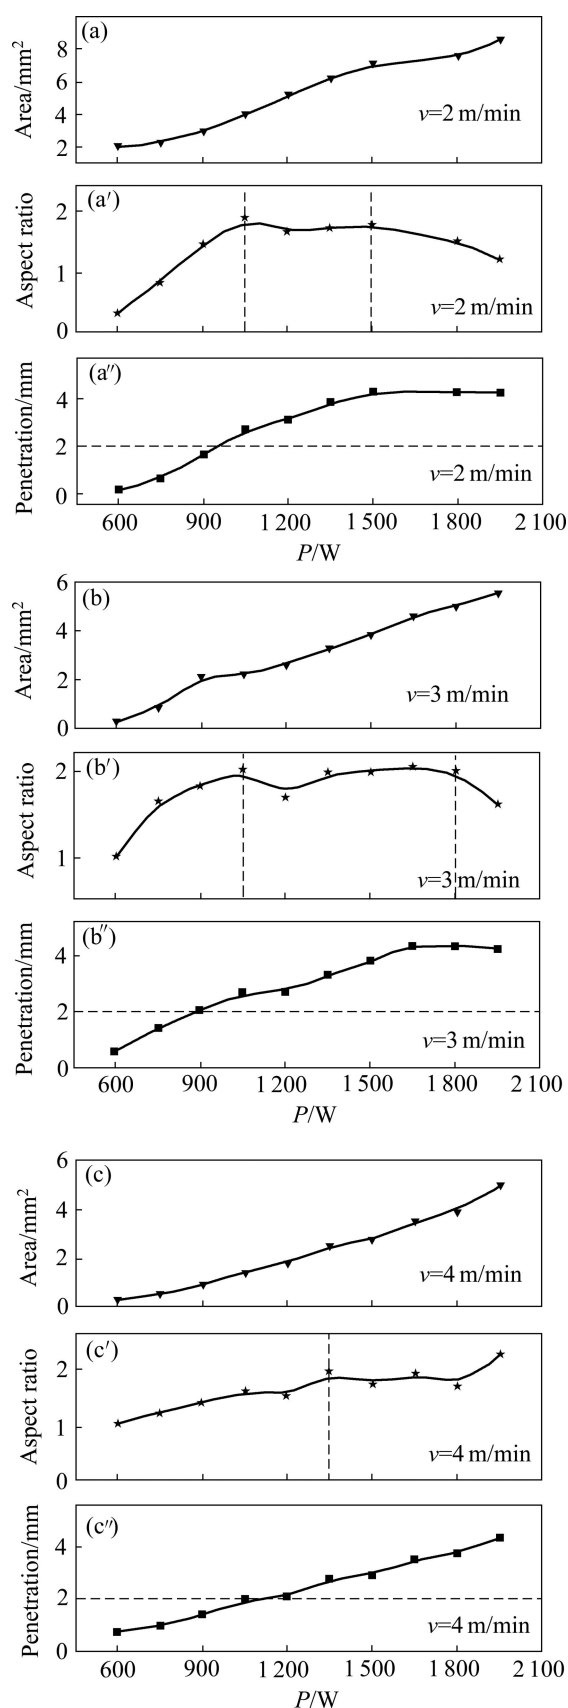 (a)
Area/mm²
8
6
4
2
v=2 m/min
(a′)
Aspect ratio
2
1
0
v=2 m/min
(a″)
Penetration/mm
4
2
0
v=2 m/min
600 900 1 200 1 500 1 800 2 100
P/W
(b)
Area/mm²
6
4
2
0
v=3 m/min
(b′)
Aspect ratio
2
1
v=3 m/min
(b″)
Penetration/mm
4
2
0
v=3 m/min
600 900 1 200 1 500 1 800 2 100
P/W
(c)
Area/mm²
6
4
2
0
v=4 m/min
(c′)
Aspect ratio
2
1
0
v=4 m/min
(c″)
Penetration/mm
4
2
0
v=4 m/min
600 900 1 200 1 500 1 800 2 100
P/W